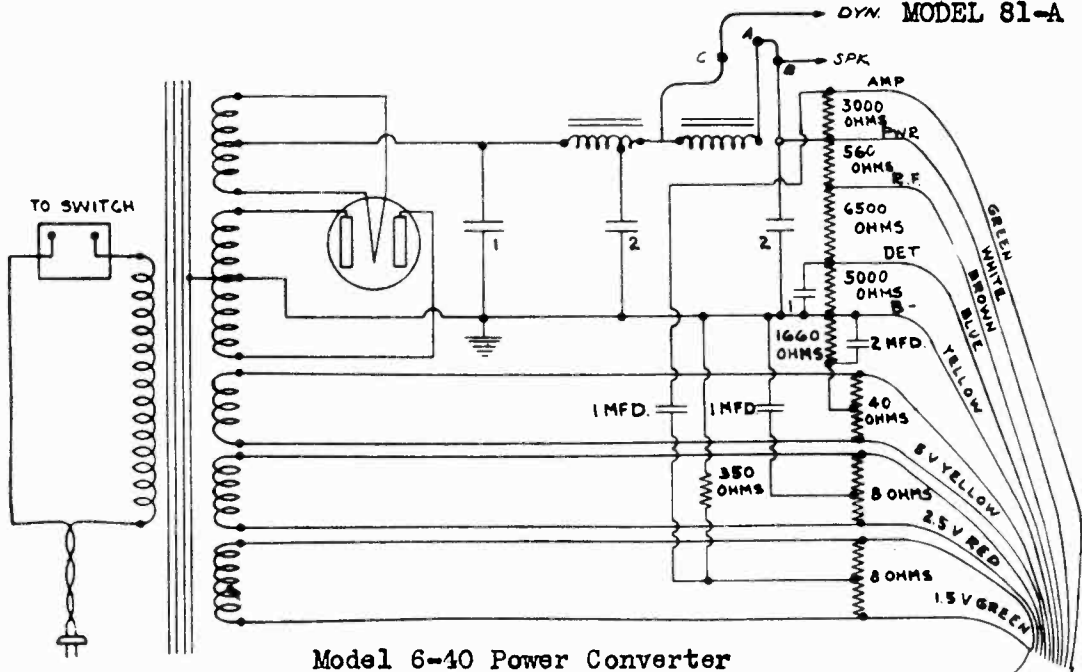 DYN. MODEL 81-A
A
C
B
SPK.
AMP
3000
OHMS
PWR
560
OHMS
R.F.
6500
OHMS
TO SWITCH
1
2
2
DET
5000
OHMS
1
B-
1660
OHMS
2 MFD.
GREEN
WHITE
BROWN
BLUE
YELLOW
1 MFD.
1 MFD
40
OHMS
350
OHMS
5 V YELLOW
8 OHMS
2.5 V RED
8 OHMS
1.5 V GREEN
Model 6-40 Power Converter